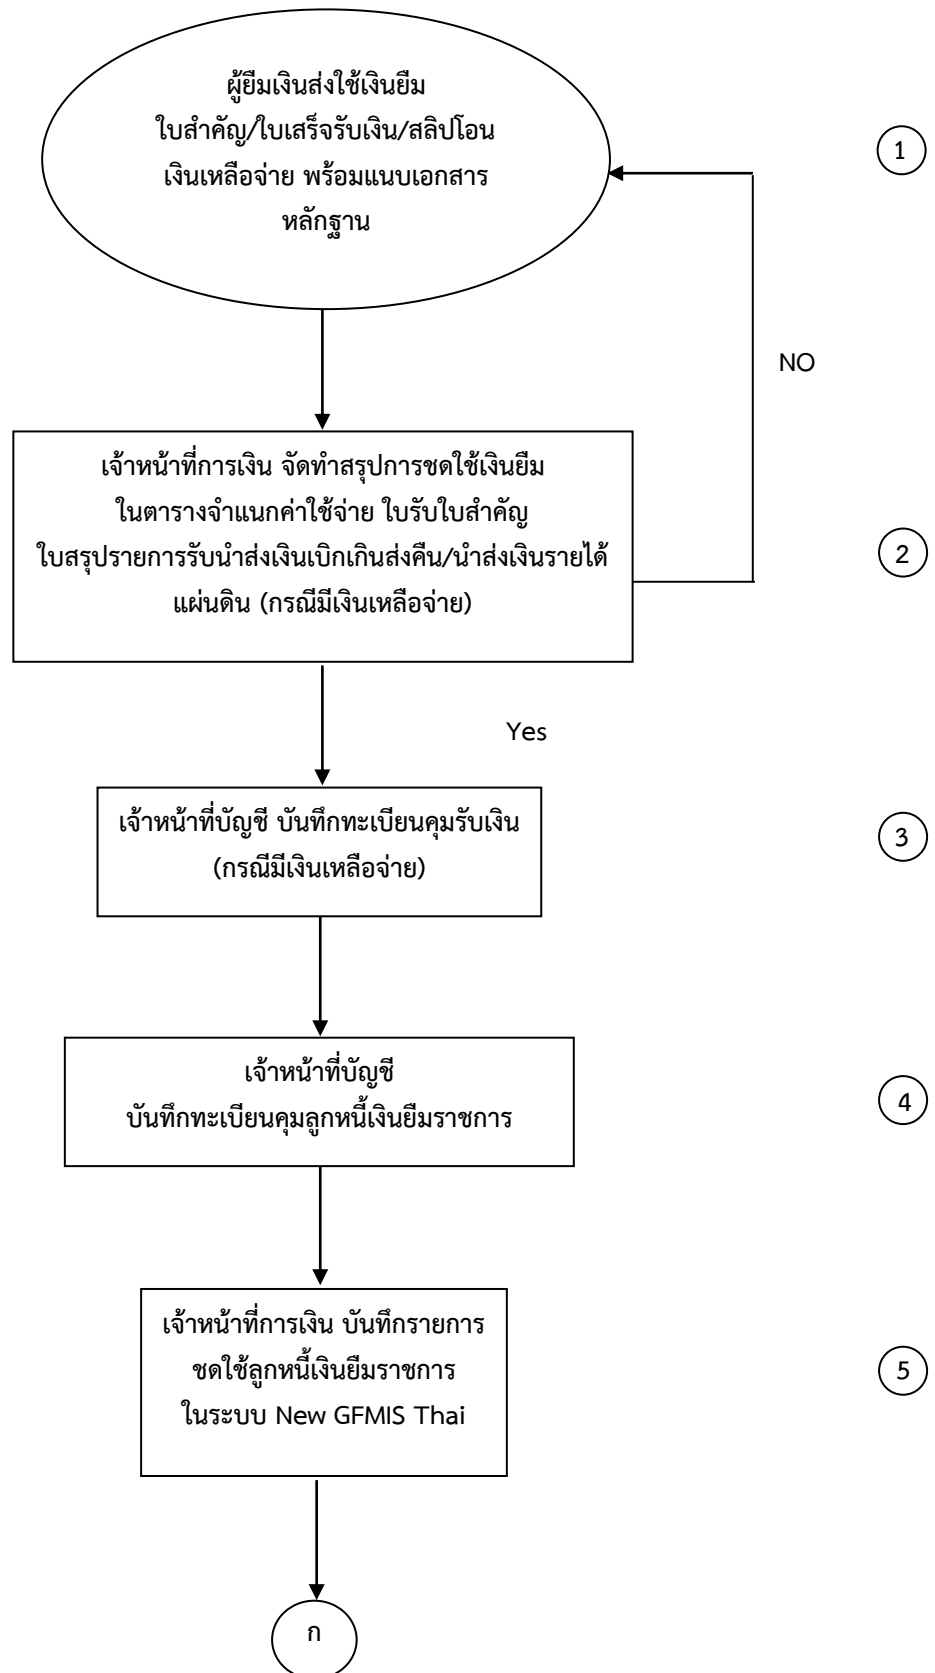 ผู้ยืมเงินส่งใช้เงินยืม
ใบสำคัญ/ใบเสร็จรับเงิน/สลิปโอน
เงินเหลือจ่าย พร้อมแนบเอกสาร
หลักฐาน
1
NO
เจ้าหน้าที่การเงิน จัดทำสรุปการชดใช้เงินยืม
ในตารางจำแนกค่าใช้จ่าย ใบรับใบสำคัญ
ใบสรุปรายการรับนำส่งเงินเบิกเกินส่งคืน/นำส่งเงินรายได้
แผ่นดิน (กรณีมีเงินเหลือจ่าย)
2
Yes
เจ้าหน้าที่บัญชี บันทึกทะเบียนคุมรับเงิน
(กรณีมีเงินเหลือจ่าย)
3
เจ้าหน้าที่บัญชี
บันทึกทะเบียนคุมลูกหนี้เงินยืมราชการ
4
เจ้าหน้าที่การเงิน บันทึกรายการ
ชดใช้ลูกหนี้เงินยืมราชการ
ในระบบ New GFMIS Thai
5
ก